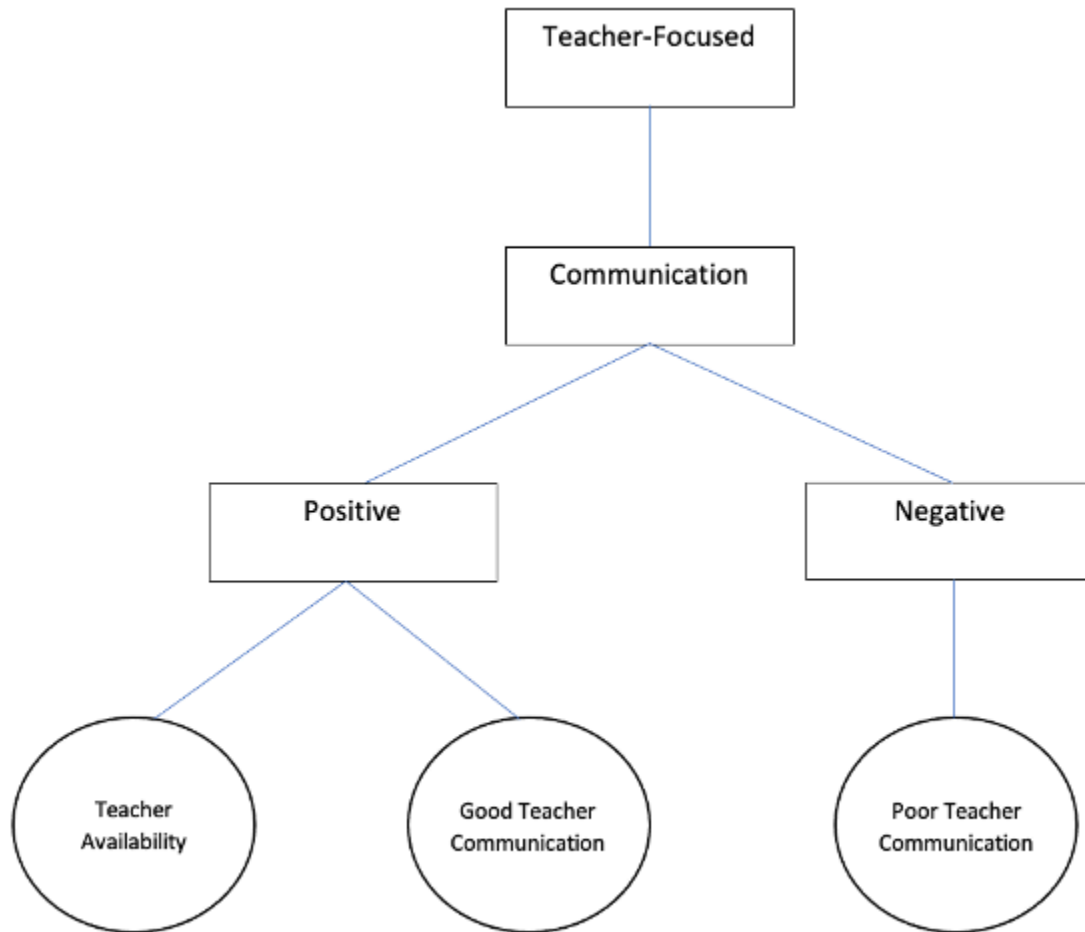 Teacher-Focused
Communication
Positive
Negative
Teacher
Availability
Good Teacher
Communication
Poor Teacher
Communication